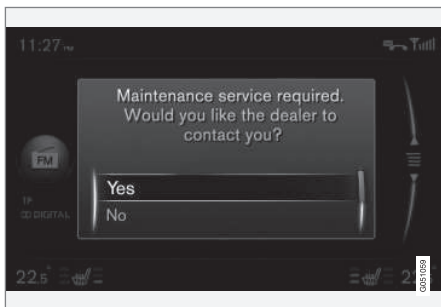 11:27 PM
Maintenance service required.
Would you like the dealer to
contact you?
FM
Yes
TP
DIGITAL
No
22.5
G051059